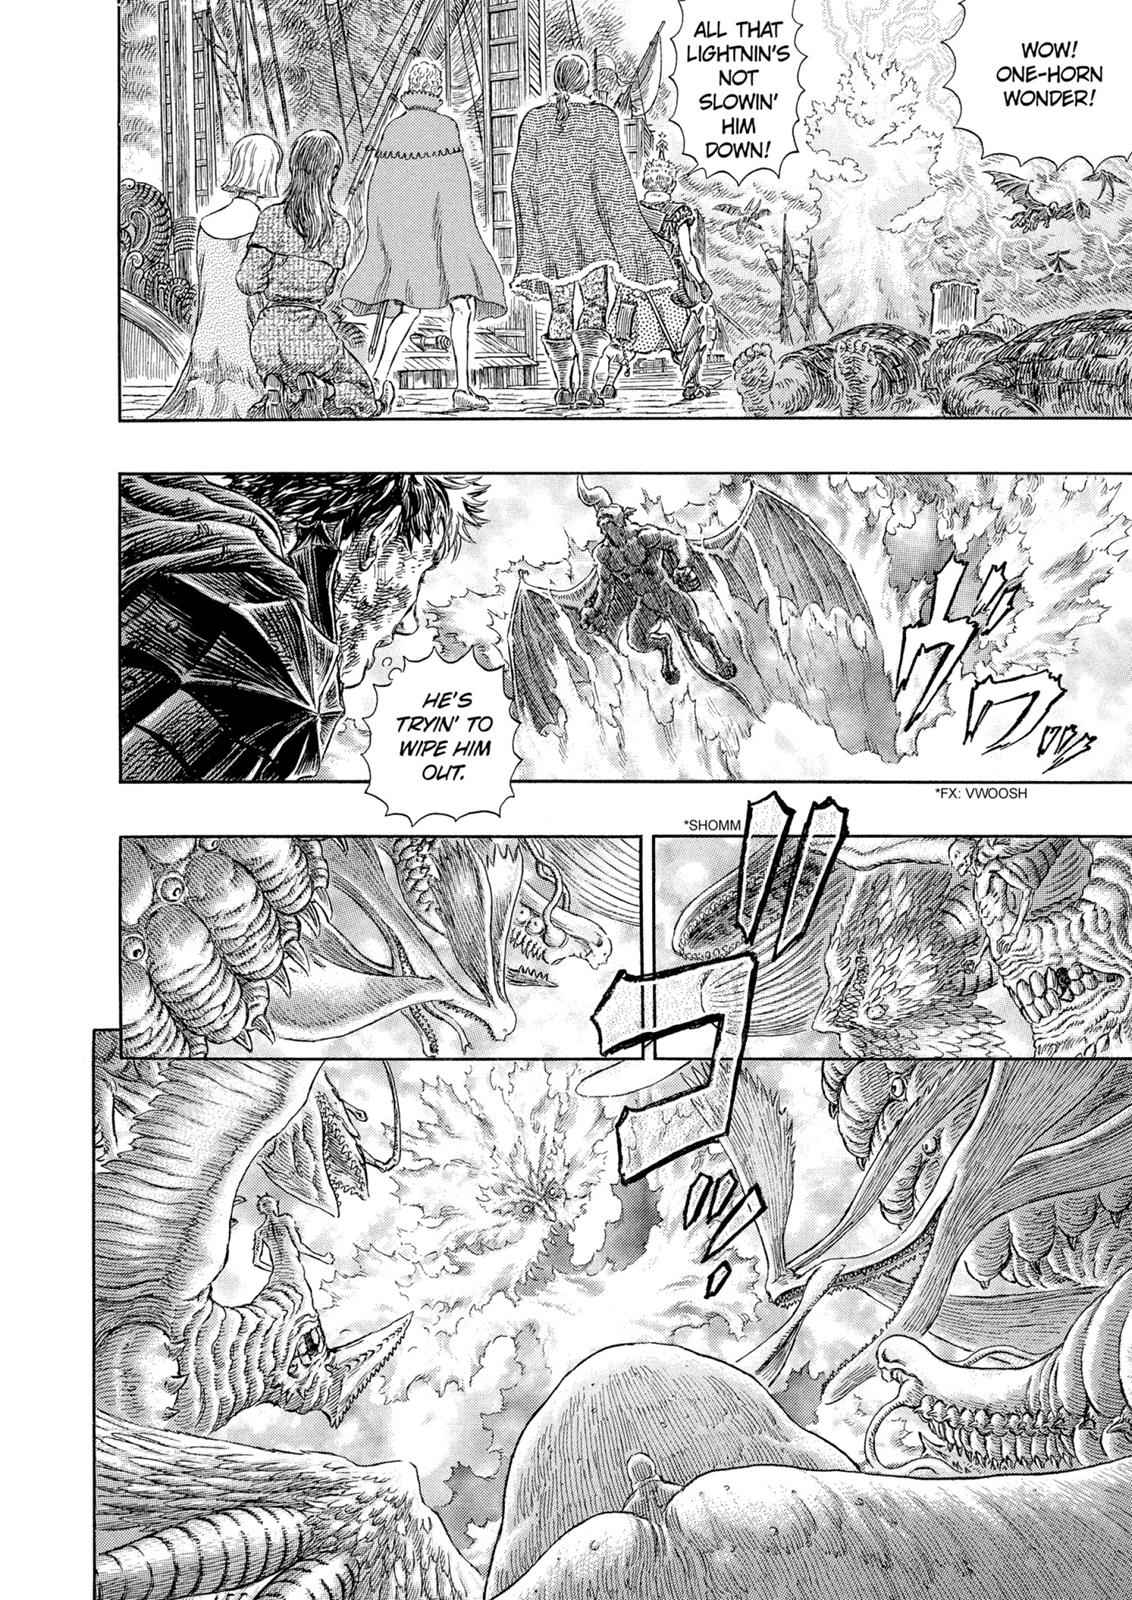 WOW!
ONE-HORN
WONDER!
ALL THAT
LIGHTNIN'S
NOT
SLOWIN'
HIM
DOWN!
HE'S
TRYIN' TO
WIPE HIM
OUT.
*FX: VWOOSH
*SHOMM